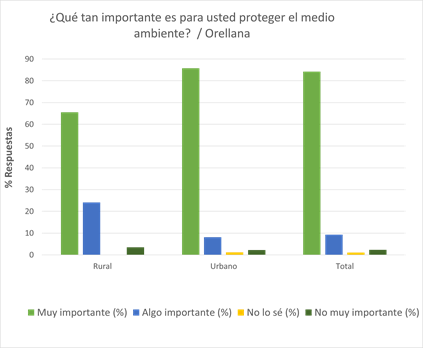 ¿Qué tan importante es para usted proteger el medio
ambiente? / Orellana
% Respuestas
90
80
70
60
50
40
30
20
10
0
Rural Urbano Total
Muy importante (%) Algo importante (%) No lo sé (%) No muy importante (%)